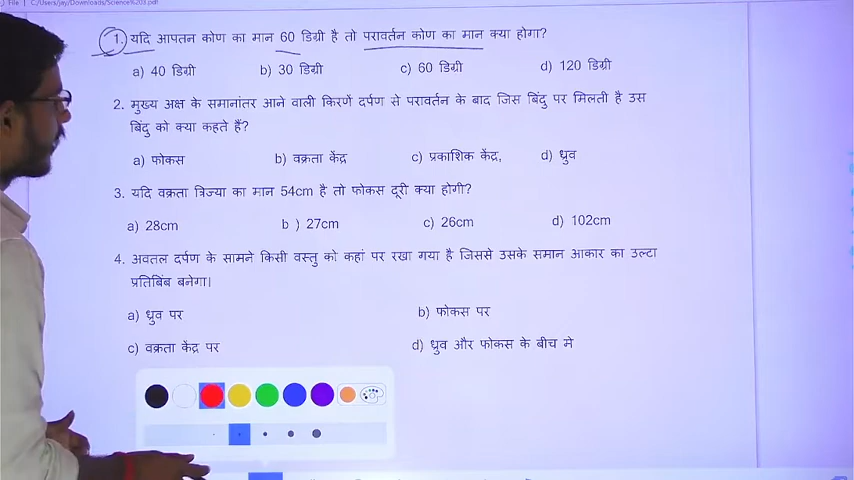 File | C:/Users/jay/Downloads/Science%203.pdf
1. यदि आपतन कोण का मान 60 डिग्री है तो परावर्तन कोण का मान क्या होगा?
a) 40 डिग्री b) 30 डिग्री c) 60 डिग्री d) 120 डिग्री
2. मुख्य अक्ष के समानांतर आने वाली किरणें दर्पण से परावर्तन के बाद जिस बिंदु पर मिलती है उस
बिंदु को क्या कहते हैं?
a) फोकस b) वक्रता केंद्र c) प्रकाशिक केंद्र, d) ध्रुव
3. यदि वक्रता त्रिज्या का मान 54cm है तो फोकस दूरी क्या होगी?
a) 28cm b ) 27cm c) 26cm d) 102cm
4. अवतल दर्पण के सामने किसी वस्तु को कहां पर रखा गया है जिससे उसके समान आकार का उल्टा
प्रतिबिंब बनेगा।
a) ध्रुव पर b) फोकस पर
c) वक्रता केंद्र पर d) ध्रुव और फोकस के बीच मे